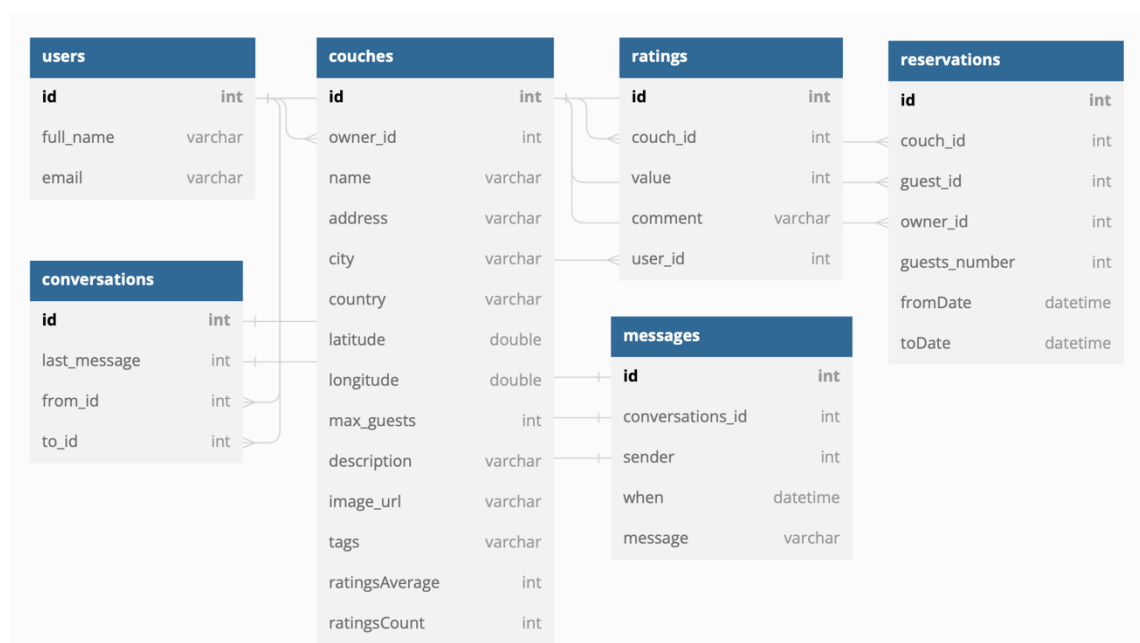 users
id int
full_name varchar
email varchar
conversations
id int
last_message int
from_id int
to_id int
couches
id int
owner_id int
name varchar
address varchar
city varchar
country varchar
latitude double
longitude double
max_guests int
description varchar
image_url varchar
tags varchar
ratingsAverage int
ratingsCount int
ratings
id int
couch_id int
value int
comment varchar
user_id int
messages
id int
conversations_id int
sender int
when datetime
message varchar
reservations
id int
couch_id int
guest_id int
owner_id int
guests_number int
fromDate datetime
toDate datetime